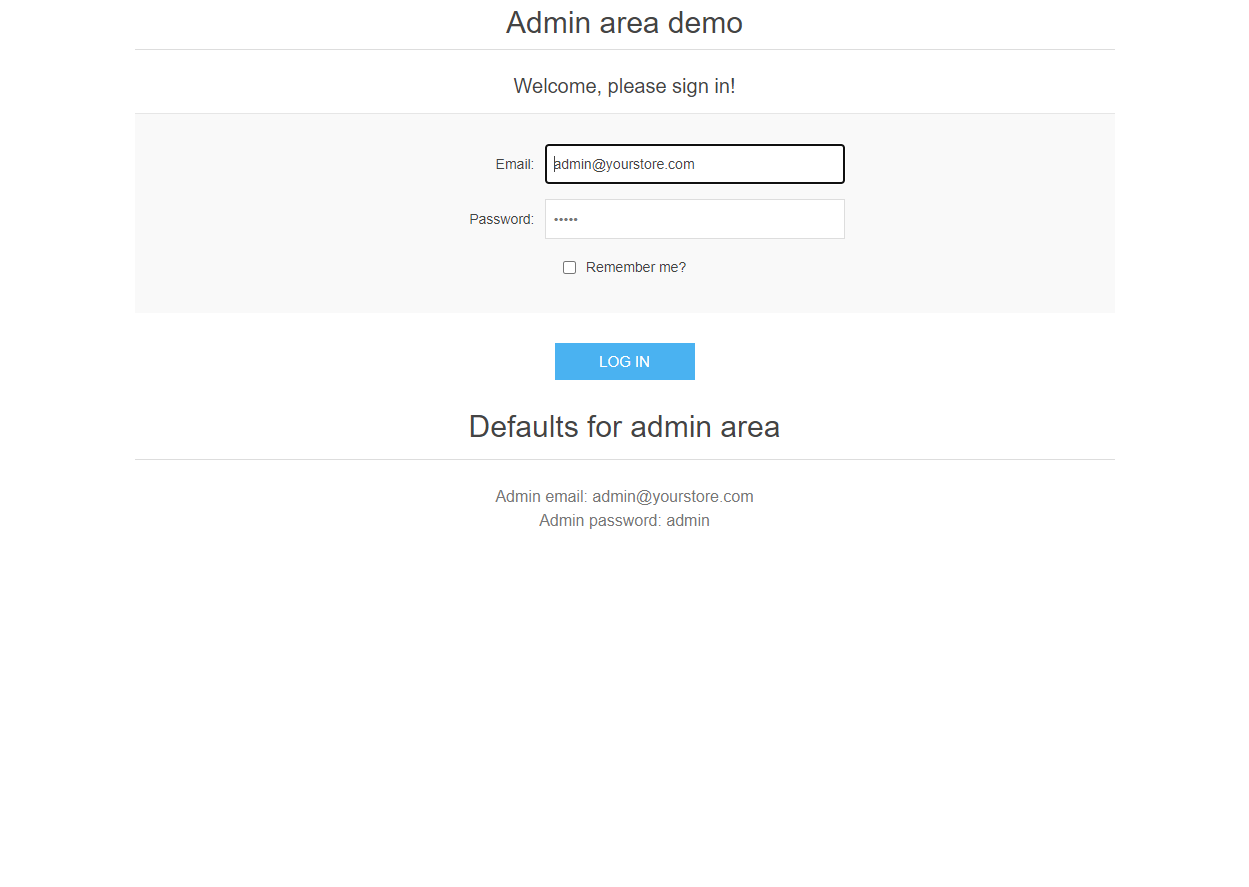 Admin area demo
Welcome, please sign in!
Email: admin@yourstore.com
Password: •••••
Remember me?
LOG IN
Defaults for admin area
Admin email: admin@yourstore.com
Admin password: admin